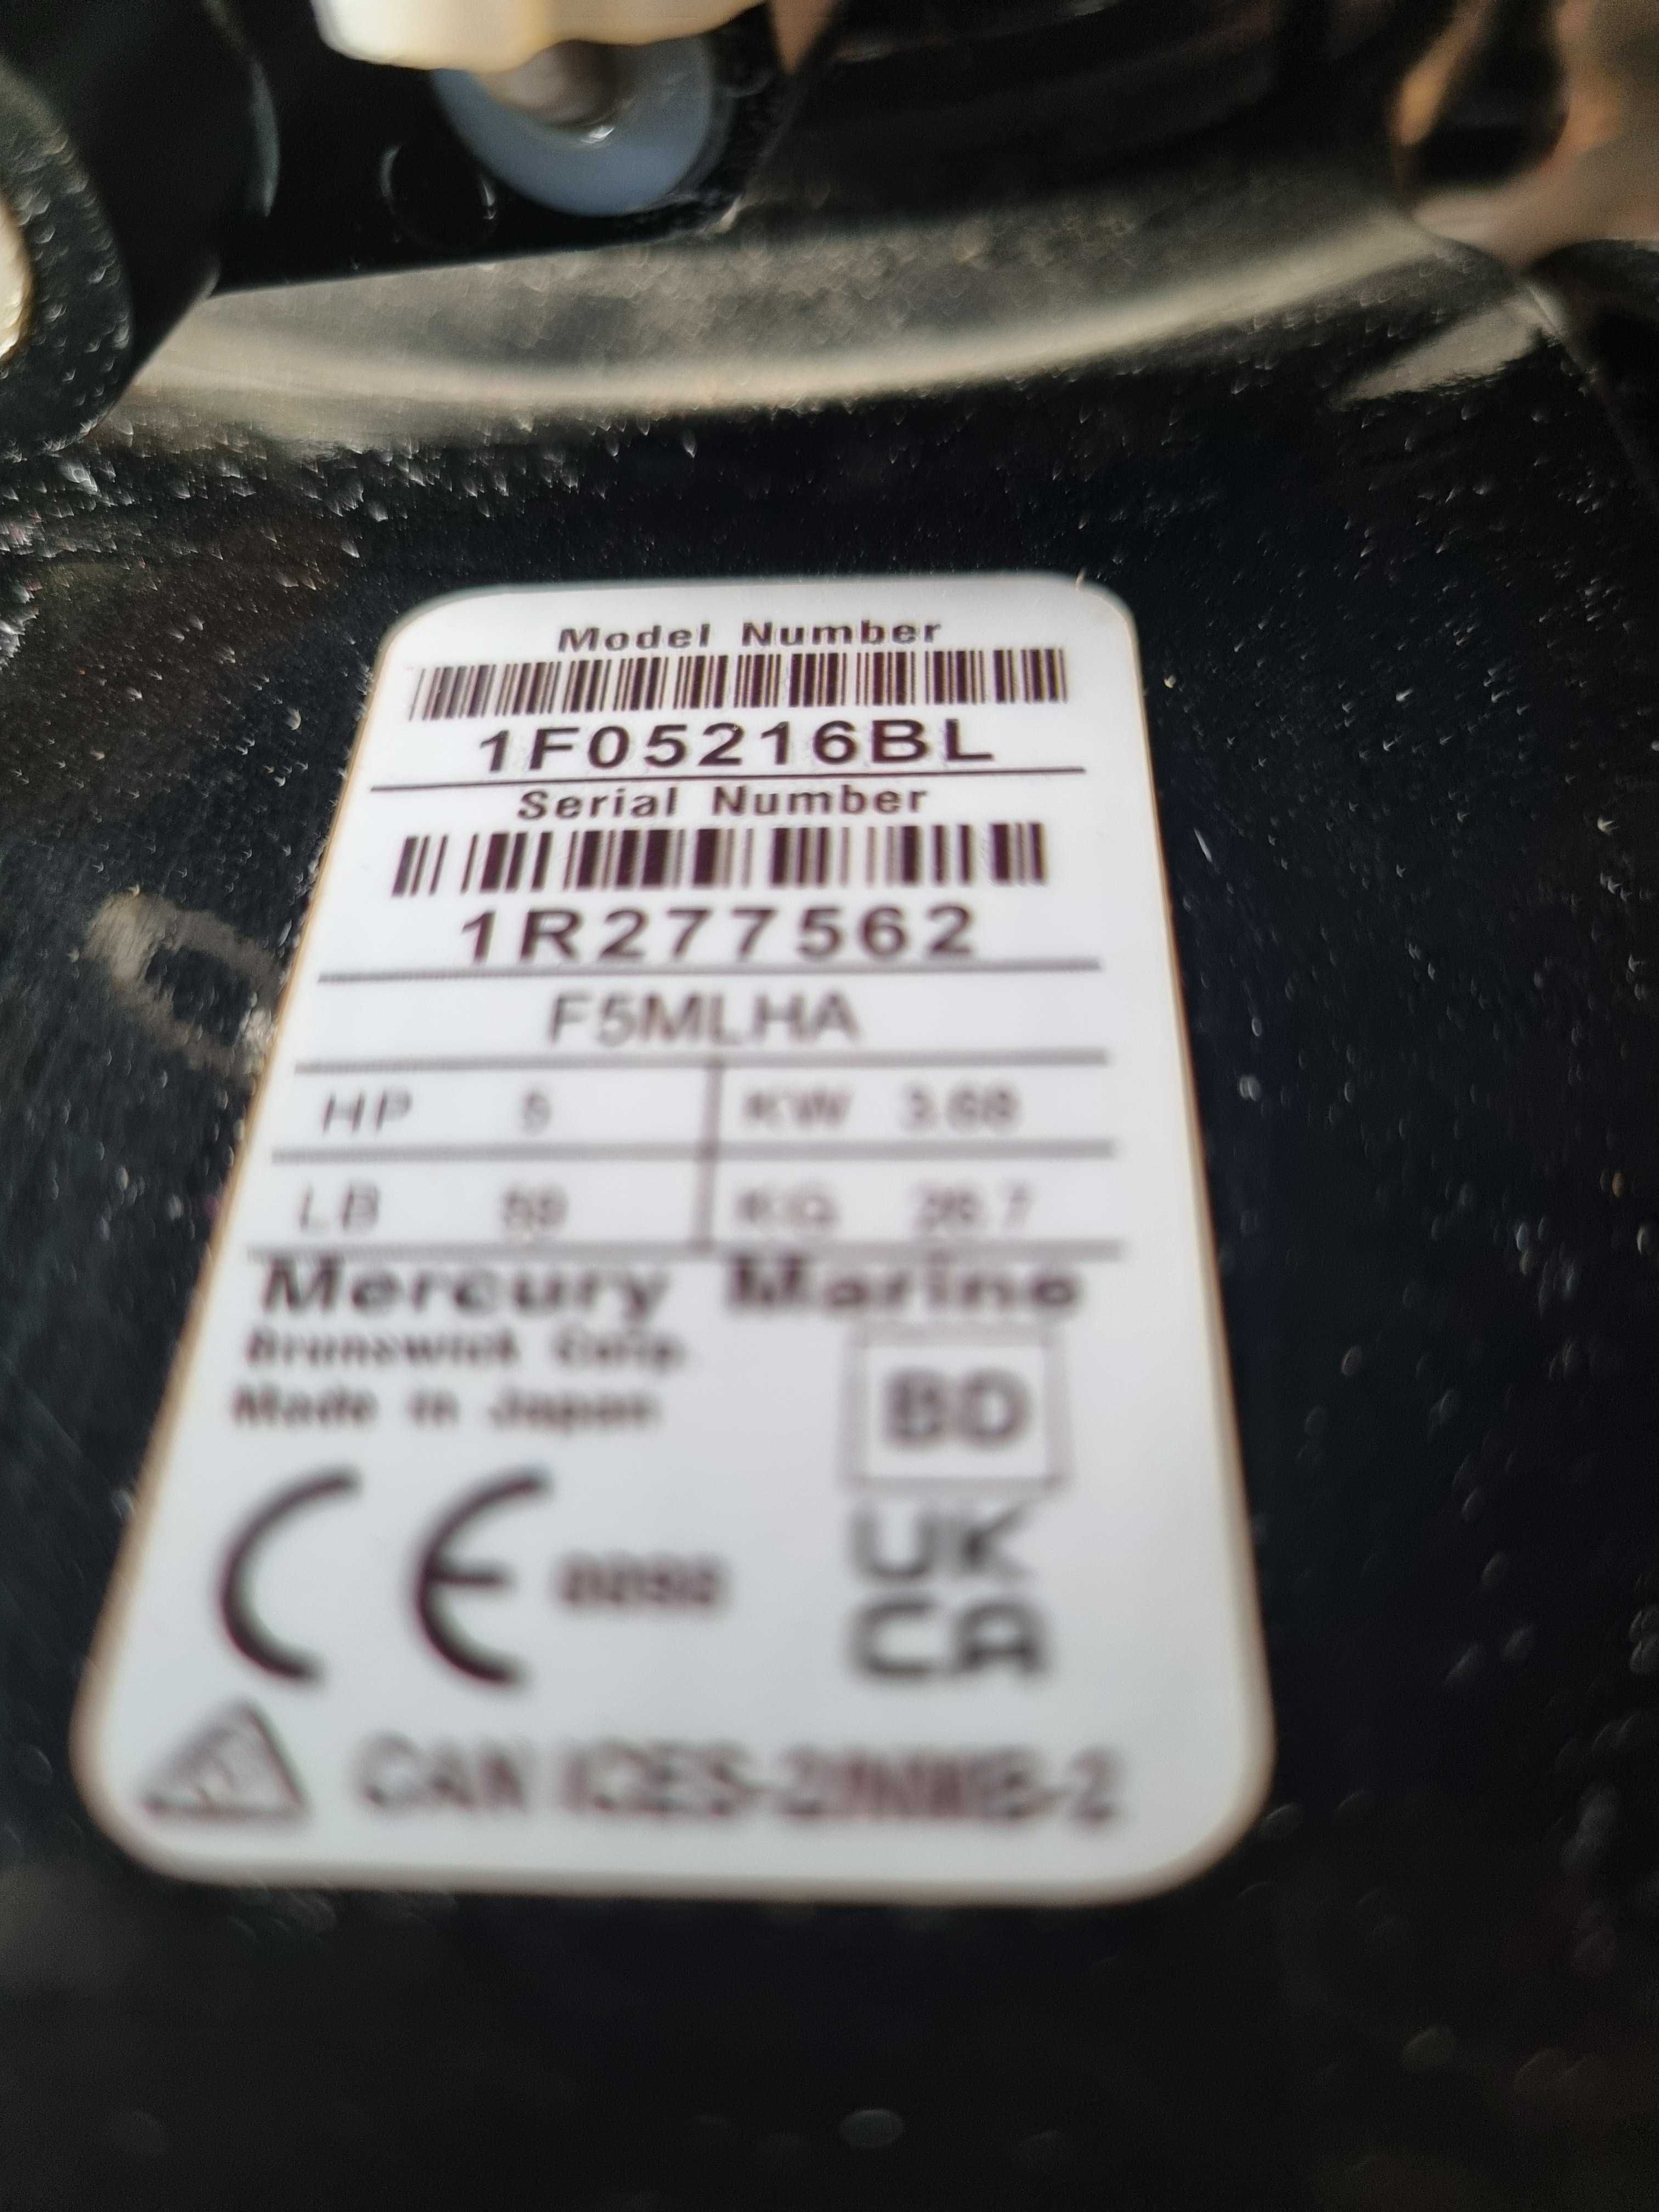 Model Number
1F05216BL
Serial Number
1R277562
F5MLHA
HP 5 KW 3.68
LB 59 KG 26.7
Mercury Marine
Brunswick Corp.
Made in Japan
BD
CE
UK
CA
CAN ICES-2/NMB-2